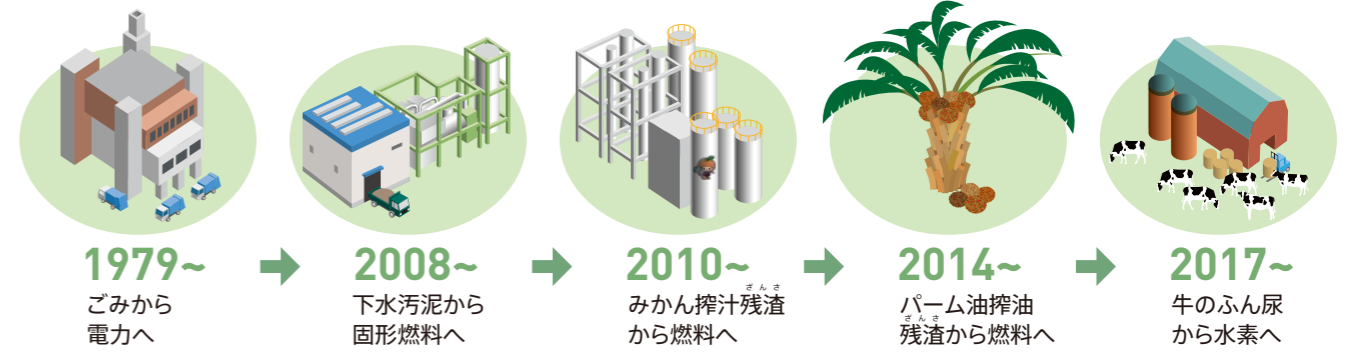 1979~
ごみから
電力へ
2008~
下水汚泥から
固形燃料へ
2010~
ざんさ
みかん搾汁残渣
から燃料へ
2014~
パーム油搾油
ざんさ
残渣から燃料へ
2017~
牛のふん尿
から水素へ